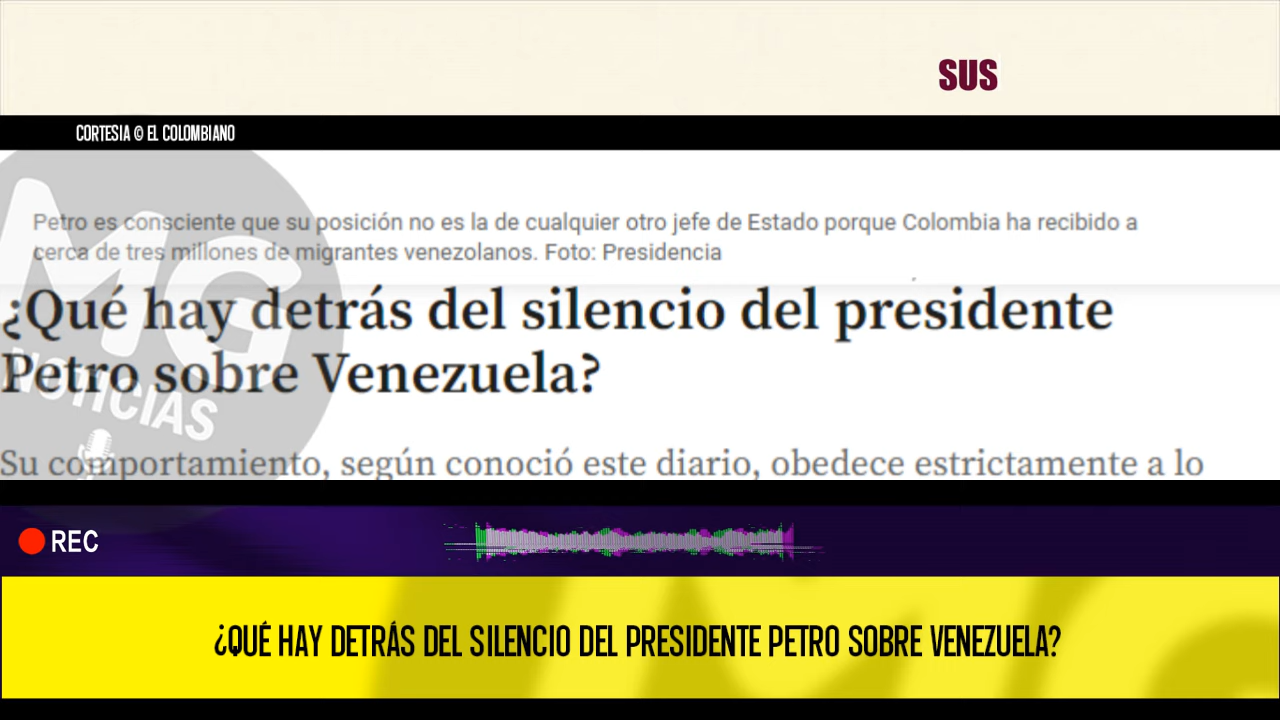 SUS
CORTESIA © EL COLOMBIANO
Petro es consciente que su posición no es la de cualquier otro jefe de Estado porque Colombia ha recibido a
cerca de tres millones de migrantes venezolanos. Foto: Presidencia
¿Qué hay detrás del silencio del presidente
Petro sobre Venezuela?
MG
NOTICIAS
Su comportamiento, según conoció este diario, obedece estrictamente a lo
REC
¿QUÉ HAY DETRÁS DEL SILENCIO DEL PRESIDENTE PETRO SOBRE VENEZUELA?